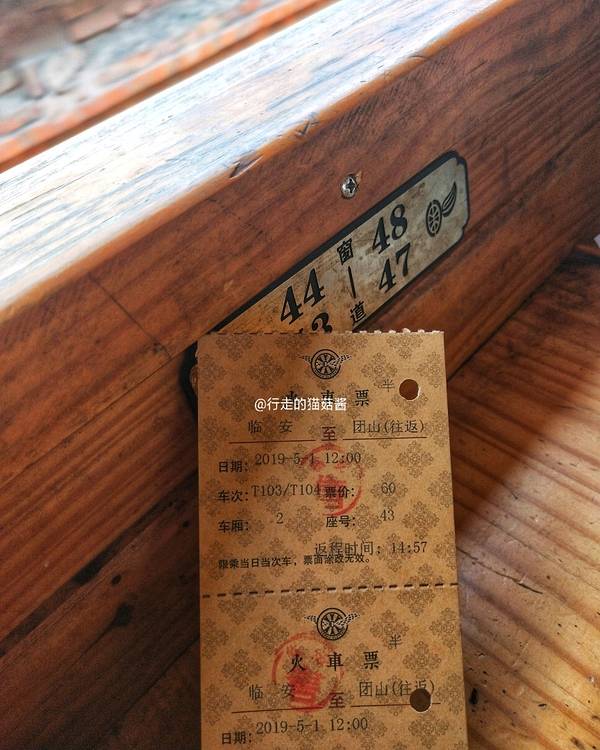 窗 48
44 | 47
3 道
火 車 票 半
@行走的猫菇酱
临 安 至 团山(往返)
日期: 2019-5-1 12:00
车次: T103/T104 票价: 60
车厢: 2 座号: 43
返程时间: 14:57
限乘当日当次车，票面涂改无效。
火 車 票 半
临 安 至 团山(往返)
日期: 2019-5-1 12:00